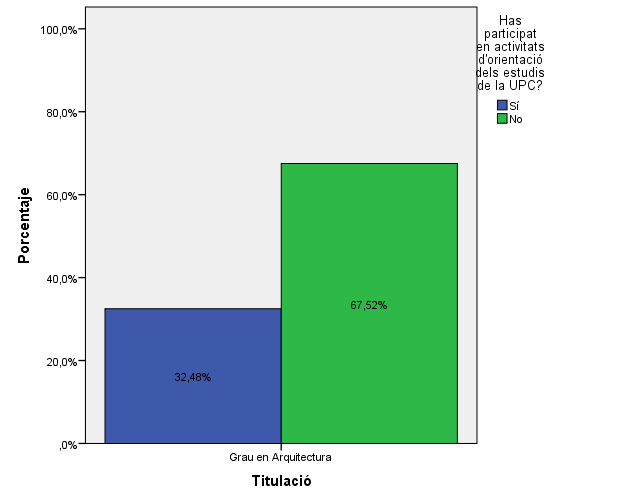 Has
participat
en activitats
d'orientació
dels estudis
de la UPC?
Sí
No
Porcentaje
100,0%
80,0%
60,0%
40,0%
20,0%
,0%
32,48%
67,52%
Grau en Arquitectura
Titulació